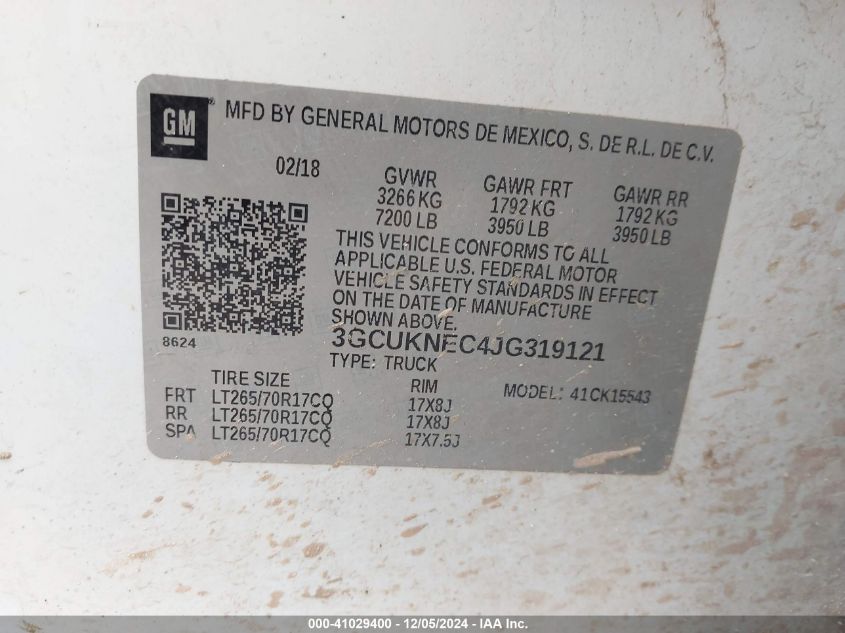 GM ® MFD BY GENERAL MOTORS DE MEXICO, S. DE R.L. DE C.V.
02/18 GVWR GAWR FRT GAWR RR
3266 KG 1792 KG 1792 KG
7200 LB 3950 LB 3950 LB
THIS VEHICLE CONFORMS TO ALL
APPLICABLE U.S. FEDERAL MOTOR
VEHICLE SAFETY STANDARDS IN EFFECT
ON THE DATE OF MANUFACTURE
SHOWN ABOVE.
8624 3GCUKNEC4JG319121
TYPE: TRUCK
TIRE SIZE RIM MODEL: 41CK15543
FRT LT265/70R17CQ 17X8J
RR LT265/70R17CQ 17X8J
SPA LT265/70R17CQ 17X7.5J
000-41029400 - 12/05/2024 - IAA Inc.